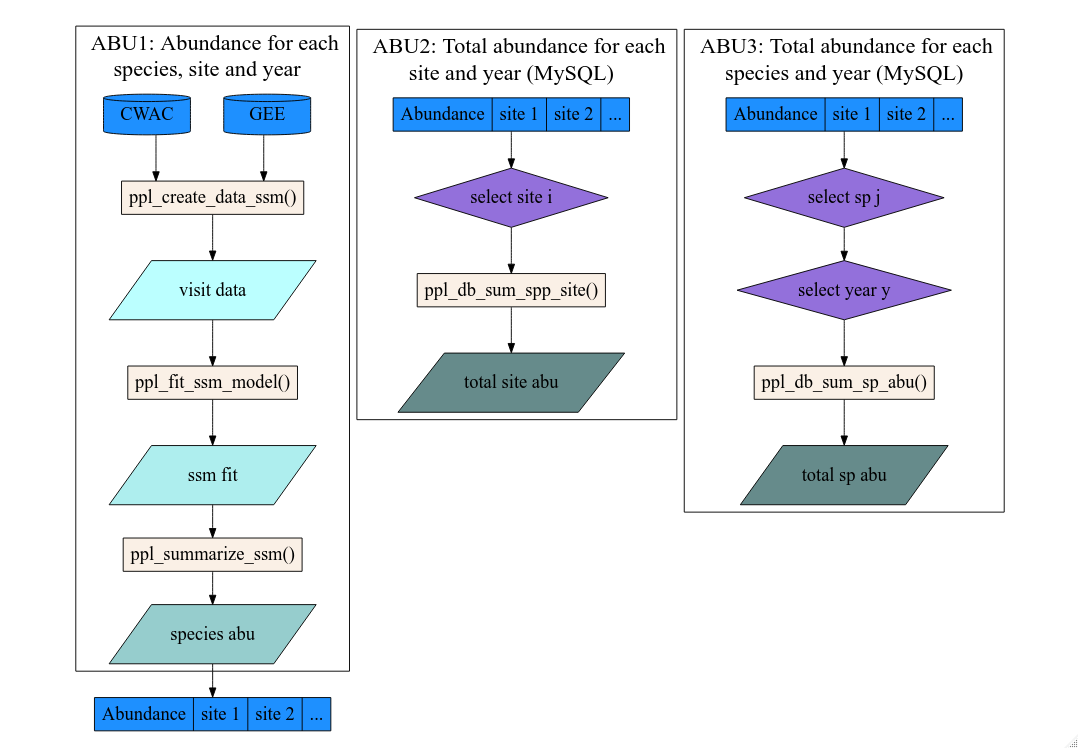 ABU1: Abundance for each
species, site and year
CWAC
GEE
ppl_create_data_ssm()
visit data
ppl_fit_ssm_model()
ssm fit
ppl_summarize_ssm()
species abu
Abundance site 1 site 2 ...
ABU2: Total abundance for each
site and year (MySQL)
Abundance site 1 site 2 ...
select site i
ppl_db_sum_spp_site()
total site abu
ABU3: Total abundance for each
species and year (MySQL)
Abundance site 1 site 2 ...
select sp j
select year y
ppl_db_sum_sp_abu()
total sp abu